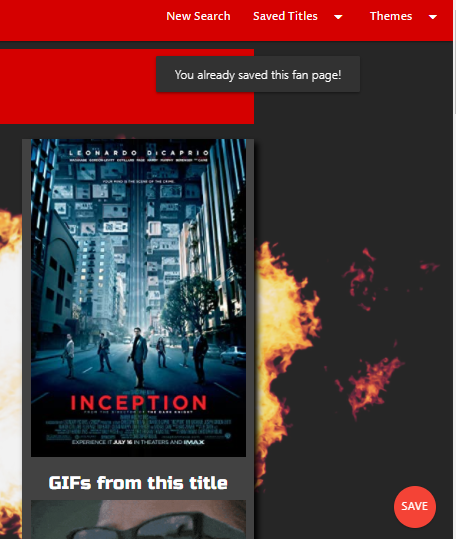 New Search Saved Titles Themes
You already saved this fan page!
LEONARDO DiCAPRIO
YOUR MIND IS THE SCENE OF THE CRIME.
INCEPTION
FROM THE DIRECTOR OF THE DARK KNIGHT
EXPERIENCE IT JULY 16 IN THEATERS AND IMAX
GIFs from this title
SAVE